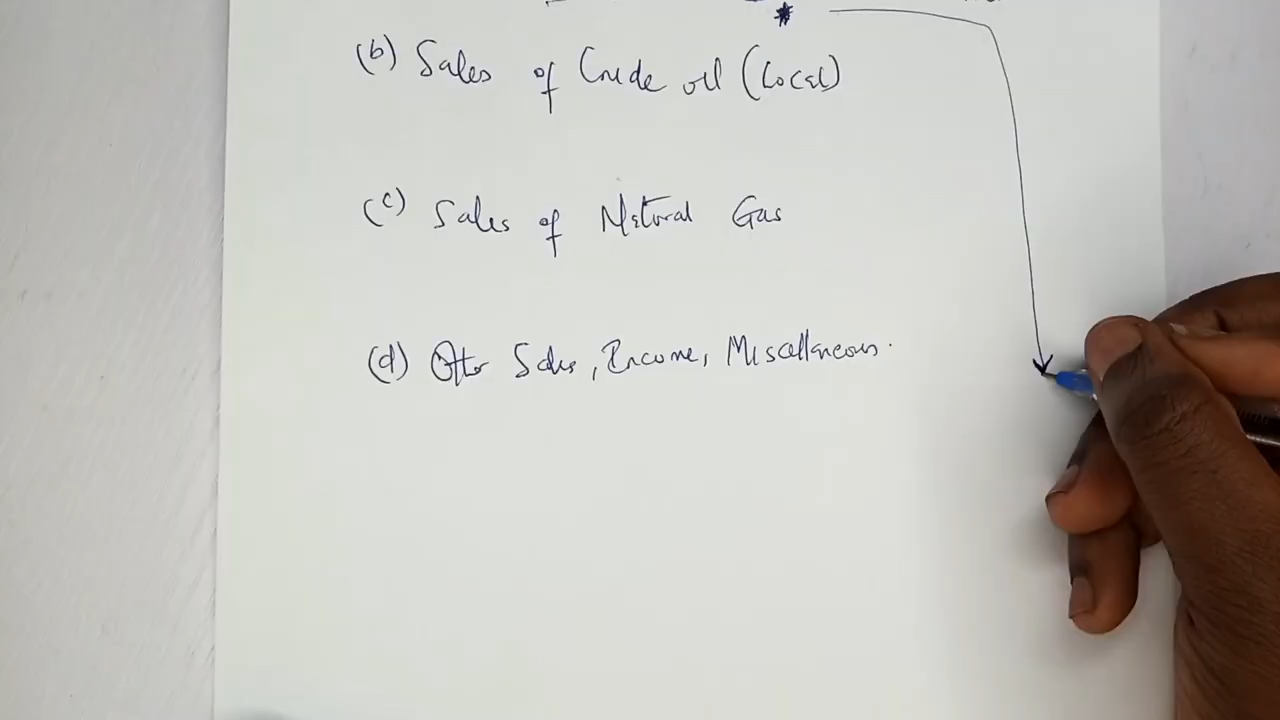 (b) Sales of Crude oil (Local)
(c) Sales of Natural Gas
(d) Other Sales, Income, Miscellaneous.